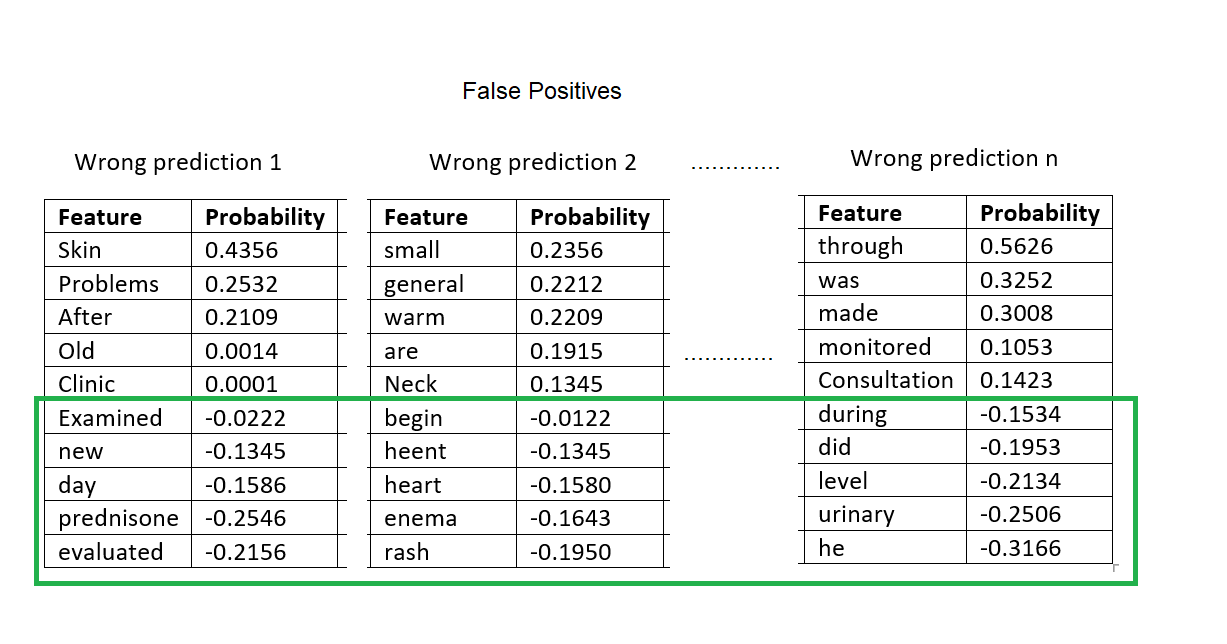 False Positives
Wrong prediction 1
Wrong prediction 2
.............
Wrong prediction n
Feature Probability
Skin 0.4356
Problems 0.2532
After 0.2109
Old 0.0014
Clinic 0.0001
Examined -0.0222
new -0.1345
day -0.1586
prednisone -0.2546
evaluated -0.2156
Feature Probability
small 0.2356
general 0.2212
warm 0.2209
are 0.1915
Neck 0.1345
begin -0.0122
heent -0.1345
heart -0.1580
enema -0.1643
rash -0.1950
.............
Feature Probability
through 0.5626
was 0.3252
made 0.3008
monitored 0.1053
Consultation 0.1423
during -0.1534
did -0.1953
level -0.2134
urinary -0.2506
he -0.3166